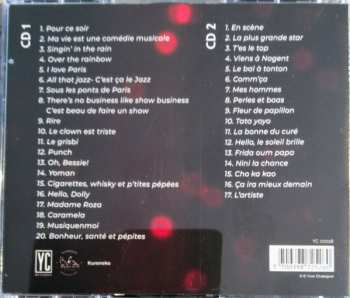 CD 1
1. Pour ce soir
2. Ma vie est une comédie musicale
3. Singin' in the rain
4. Over the rainbow
5. I love Paris
6. All that jazz- C'est ça le Jazz
7. Sous les ponts de Paris
8. There's no business like show business
C'est beau de faire un show
9. Rire
10. Le clown est triste
11. Le grisbi
12. Punch
13. Oh, Bessie!
14. Yoman
15. Cigarettes, whisky et p'tites pépées
16. Hello, Dolly
17. Madame Roza
18. Caramela
19. Musiquenmoi
20. Bonheur, santé et pépites
CD 2
1. En scène
2. La plus grande star
3. T'es le top
4. Viens à Nogent
5. Le bal à tonton
6. Comm'ça
7. Mes hommes
8. Perles et boas
9. Fleur de papillon
10. Tata yoyo
11. La banne du curé
12. Hello, le soleil brille
13. Frida oum papa
14. Nini la chance
15. Cha ka kao
16. Ça ira mieux demain
17. L'artiste
YC
Kuroneko